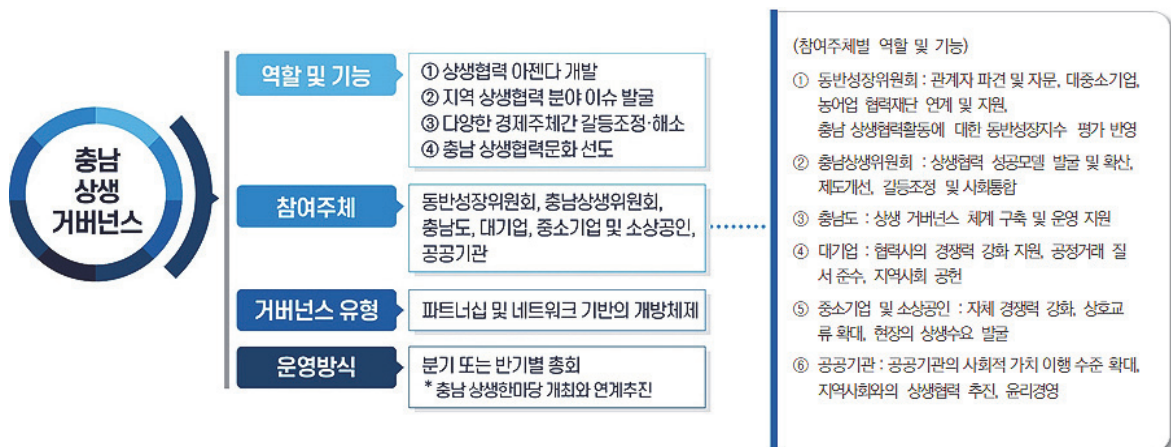 충남
상생
거버넌스
역할 및 기능
① 상생협력 아젠다 개발
② 지역 상생협력 분야 이슈 발굴
③ 다양한 경제주체간 갈등조정·해소
④ 충남 상생협력문화 선도
참여주체
동반성장위원회, 충남상생위원회,
충남도, 대기업, 중소기업 및 소상공인,
공공기관
거버넌스 유형
파트너십 및 네트워크 기반의 개방체제
운영방식
분기 또는 반기별 총회
* 충남 상생한마당 개최와 연계추진
(참여주체별 역할 및 기능)
① 동반성장위원회 : 관계자 파견 및 자문, 대중소기업,
농어업 협력재단 연계 및 지원,
충남 상생협력활동에 대한 동반성장지수 평가 반영
② 충남상생위원회 : 상생협력 성공모델 발굴 및 확산,
제도개선, 갈등조정 및 사회통합
③ 충남도 : 상생 거버넌스 체계 구축 및 운영 지원
④ 대기업 : 협력사의 경쟁력 강화 지원, 공정거래 질
서 준수, 지역사회 공헌
⑤ 중소기업 및 소상공인 : 자체 경쟁력 강화, 상호교
류 확대, 현장의 상생수요 발굴
⑥ 공공기관 : 공공기관의 사회적 가치 이행 수준 확대,
지역사회와의 상생협력 추진, 윤리경영